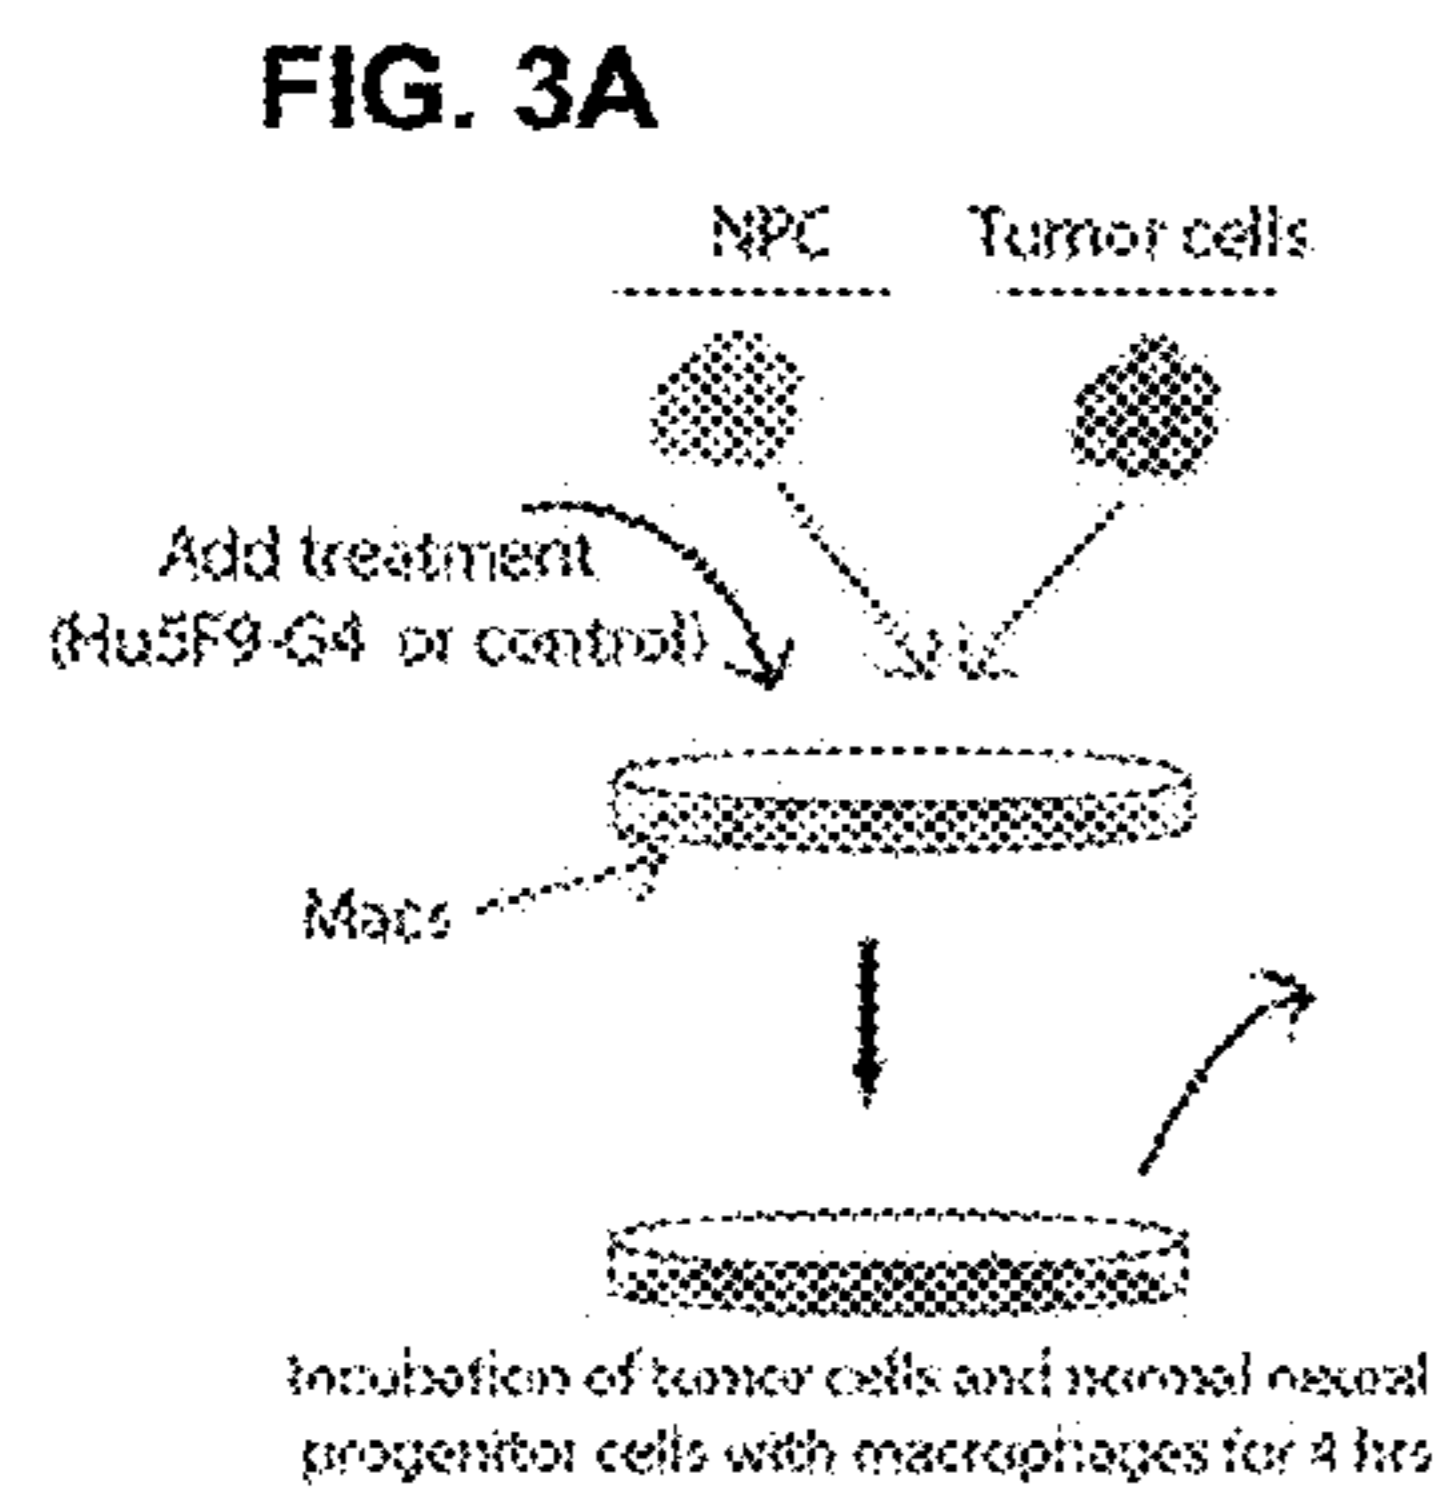 FIG. 3A
NPC
Tumor cells
Add treatment
(Hu5F9-G4 or control)
Macs
Incubation of tumor cells and normal neural
progenitor cells with macrophages for 4 hrs